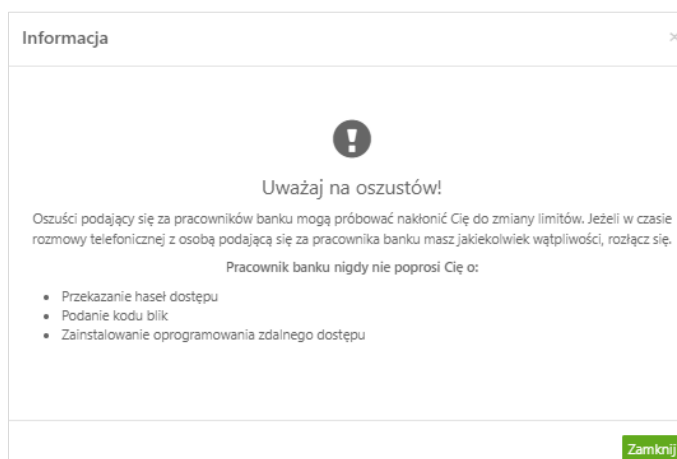 Informacja
×
Uważaj na oszustów!
Oszuści podający się za pracowników banku mogą próbować nakłonić Cię do zmiany limitów. Jeżeli w czasie
rozmowy telefonicznej z osobą podającą się za pracownika banku masz jakiekolwiek wątpliwości, rozłącz się.
Pracownik banku nigdy nie poprosi Cię o:
• Przekazanie haseł dostępu
• Podanie kodu blik
• Zainstalowanie oprogramowania zdalnego dostępu
Zamknij